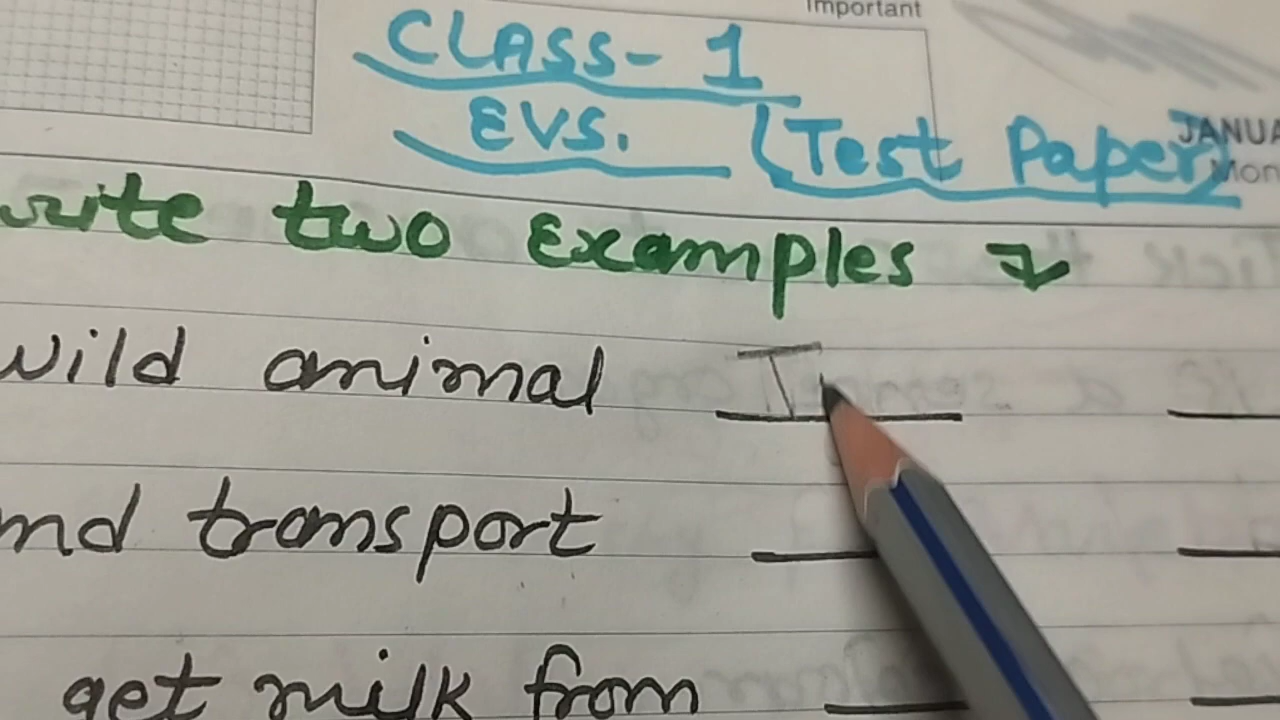 Important
CLASS- 1
EVS. (Test Paper)
JANUA
Mon
rite two Examples
wild animal T
nd transport
get milk from